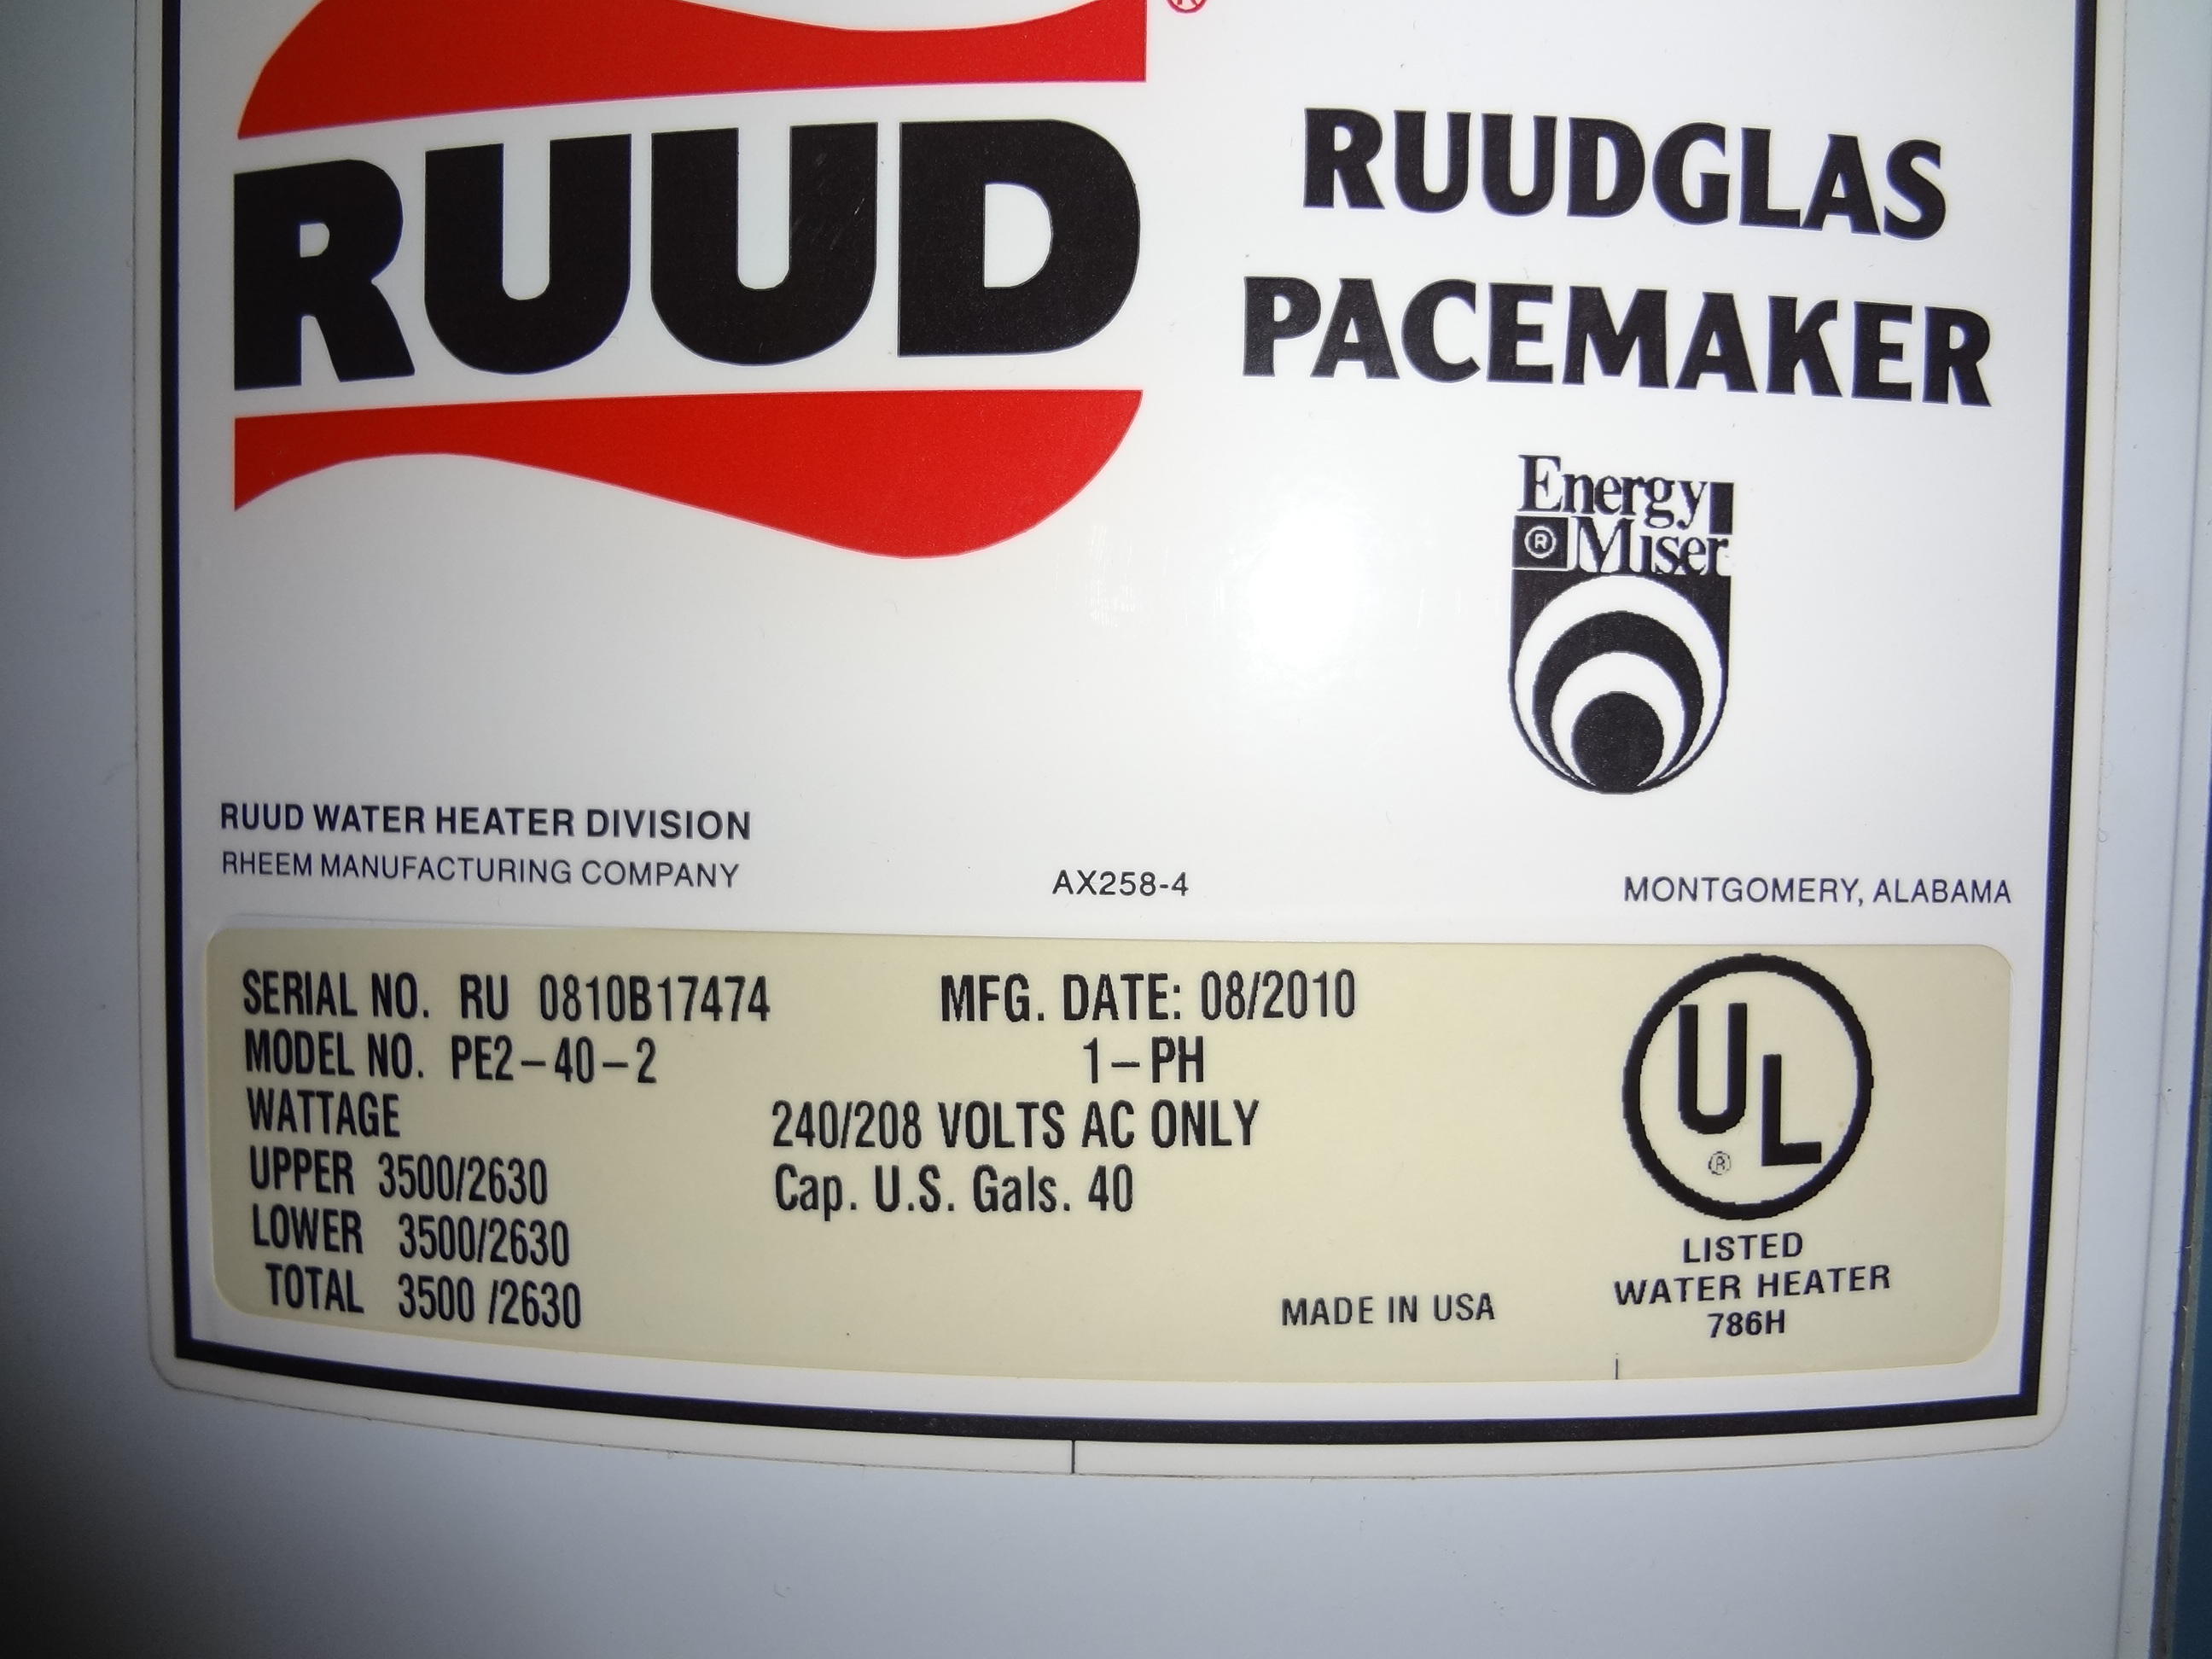 ®
RUUD
RUUDGLAS
PACEMAKER
Energy
® Miser
RUUD WATER HEATER DIVISION
RHEEM MANUFACTURING COMPANY
AX258-4
MONTGOMERY, ALABAMA
SERIAL NO. RU 0810B17474 MFG. DATE: 08/2010
MODEL NO. PE2-40-2 1-PH
WATTAGE 240/208 VOLTS AC ONLY
UPPER 3500/2630 Cap. U.S. Gals. 40
LOWER 3500/2630
TOTAL 3500 /2630
MADE IN USA
UL
®
LISTED
WATER HEATER
786H